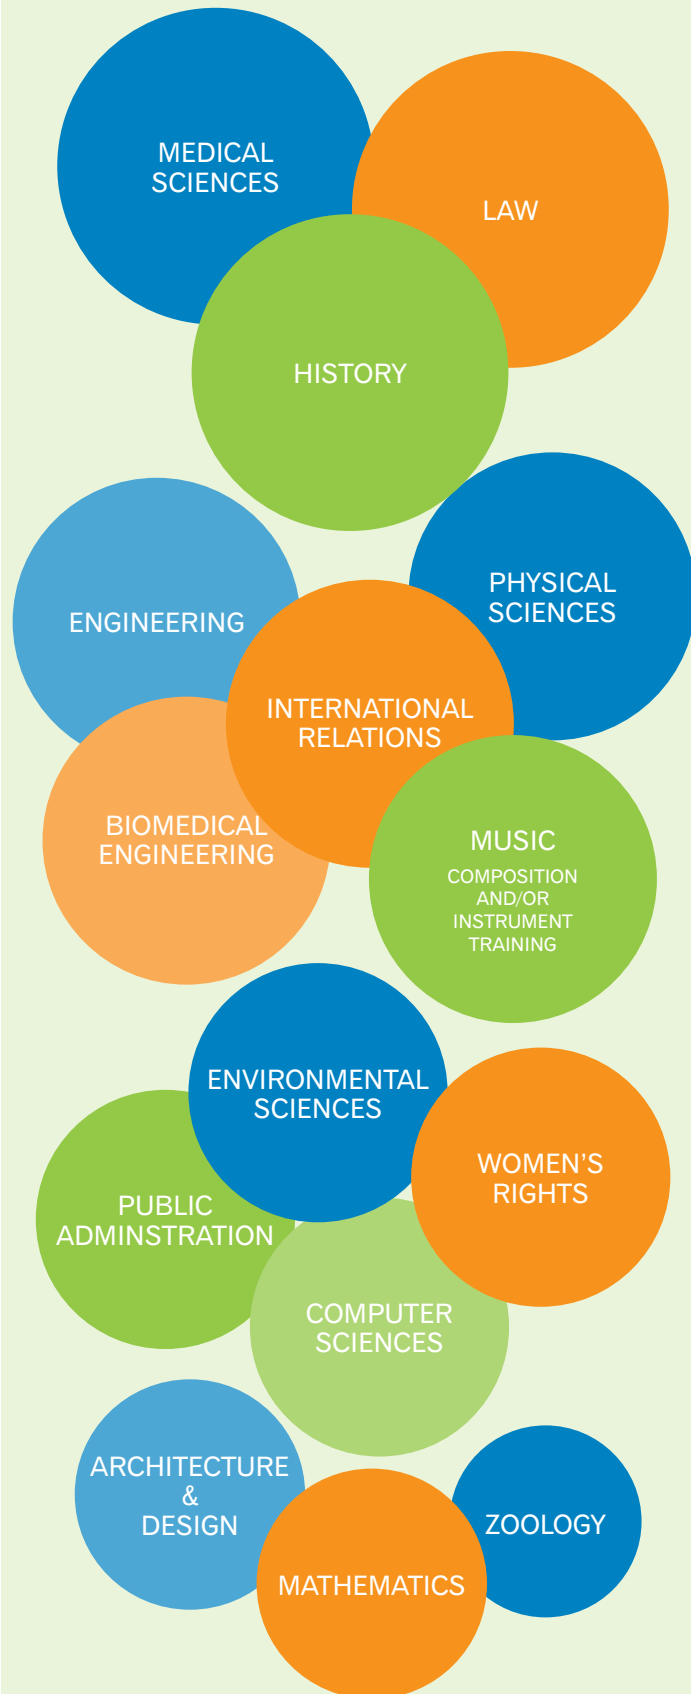 MEDICAL
SCIENCES
LAW
HISTORY
ENGINEERING
PHYSICAL
SCIENCES
INTERNATIONAL
RELATIONS
BIOMEDICAL
ENGINEERING
MUSIC
COMPOSITION
AND/OR
INSTRUMENT
TRAINING
ENVIRONMENTAL
SCIENCES
WOMEN’S
RIGHTS
PUBLIC
ADMINSTRATION
COMPUTER
SCIENCES
ARCHITECTURE
&
DESIGN
ZOOLOGY
MATHEMATICS